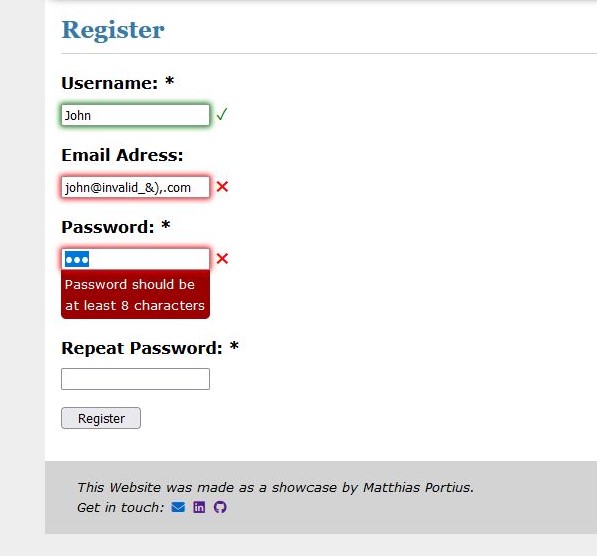 Register
Username: *
John ✓
Email Adress:
john@invalid_&),.com ✕
Password: *
●●● ✕
Password should be
at least 8 characters
Repeat Password: *
Register
This Website was made as a showcase by Matthias Portius.
Get in touch: